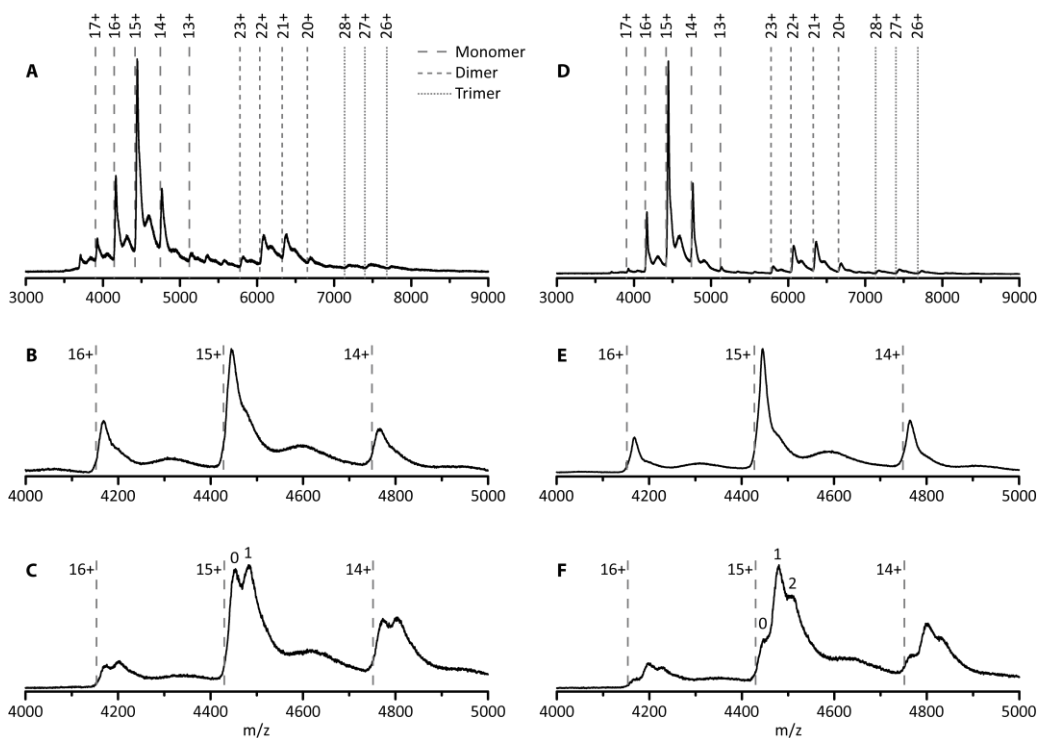 17+ 16+ 15+ 14+ 13+ 23+ 22+ 21+ 20+ 28+ 27+ 26+
A
Monomer
Dimer
Trimer
3000 4000 5000 6000 7000 8000 9000
17+ 16+ 15+ 14+ 13+ 23+ 22+ 21+ 20+ 28+ 27+ 26+
D
3000 4000 5000 6000 7000 8000 9000
B 16+ 15+ 14+
4000 4200 4400 4600 4800 5000
E 16+ 15+ 14+
4000 4200 4400 4600 4800 5000
C 16+ 15+ 0 1 14+
4000 4200 4400 4600 4800 5000
m/z
F 16+ 15+ 0 1 2 14+
4000 4200 4400 4600 4800 5000
m/z